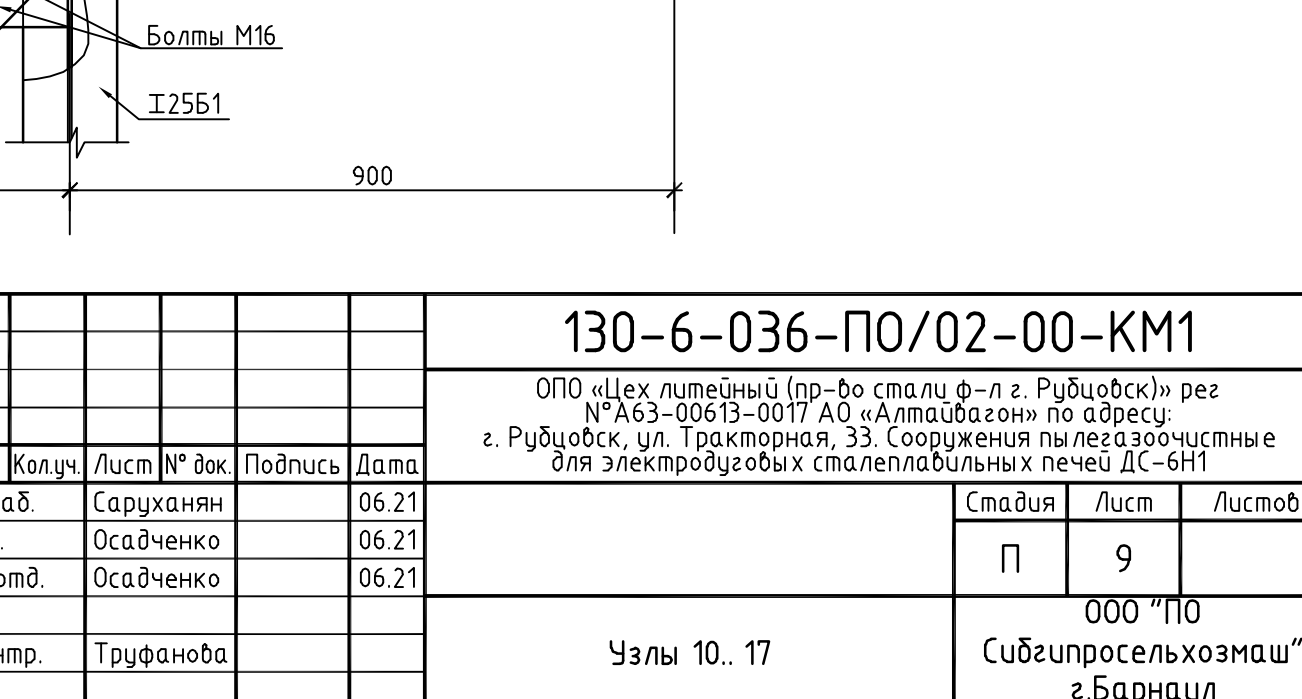 Болты М16
I25Б1
900
130-6-036-ПО/02-00-КМ1
ОПО «Цех литейный (пр-во стали ф-л г. Рубцовск)» рег
N°А63-00613-0017 АО «Алтайвагон» по адресу:
г. Рубцовск, ул. Тракторная, 33. Сооружения пылегазоочистные
для электродуговых сталеплавильных печей ДС-6Н1
Кол.уч. Лист N° док. Подпись Дата
аб. Саруханян 06.21
Стадия Лист Листов
. Осадченко 06.21
П 9
отд. Осадченко 06.21
нтр. Труфанова
Узлы 10.. 17
ООО "ПО
Сибгипросельхозмаш"
г.Барнаул